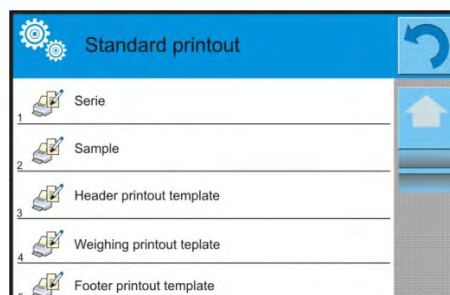 Standard printout
Serie
1
Sample
2
Header printout template
3
Weighing printout teplate
4
Footer printout template